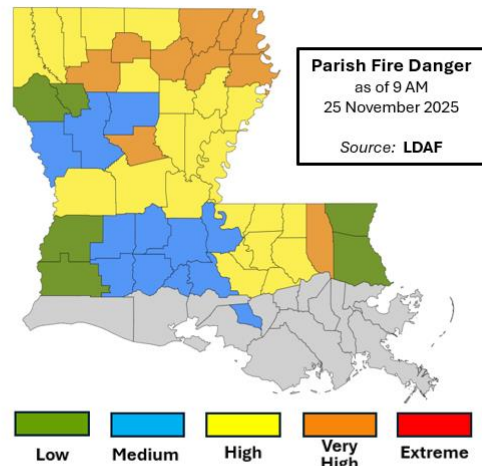 Parish Fire Danger
as of 9 AM
25 November 2025
Source: LDAF
Low
Medium
High
Very
High
Extreme